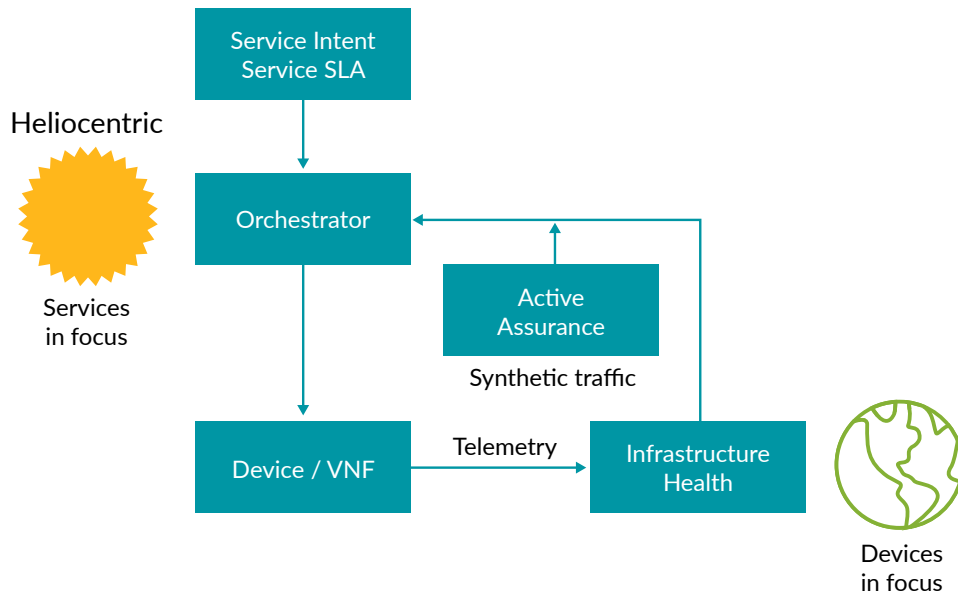 Service Intent
Service SLA
Heliocentric
Orchestrator
Services
in focus
Active
Assurance
Synthetic traffic
Device / VNF
Telemetry
Infrastructure
Health
Devices
in focus